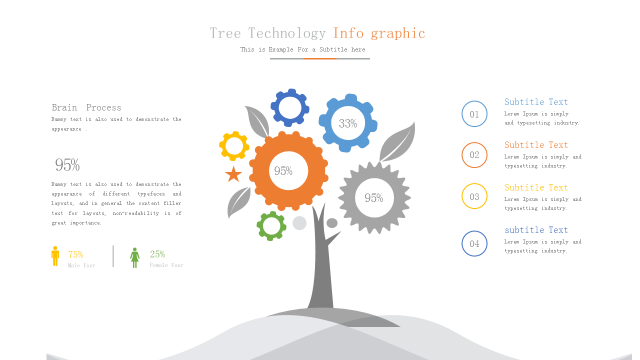 Tree Technology Info graphic
This is Example For a Subtitle here
Brain Process
Dummy text is also used to demonstrate the
appearance
95%
Dummy text is also used to demonstrate the
appearance of different typefaces and
layouts, and in general the content filler
text for layouts, non-readability is of
great importance.
75%
Main Text
25%
Female Text
33%
95%
95%
01
Subtitle Text
Lorem Ipsum is simply
and typesetting industry
02
Subtitle Text
Lorem Ipsum is simply and
typesetting industry.
03
Subtitle Text
Lorem Ipsum is simply and
typesetting industry.
04
subtitle Text
Lorem Ipsum is simply and
typesetting industry.